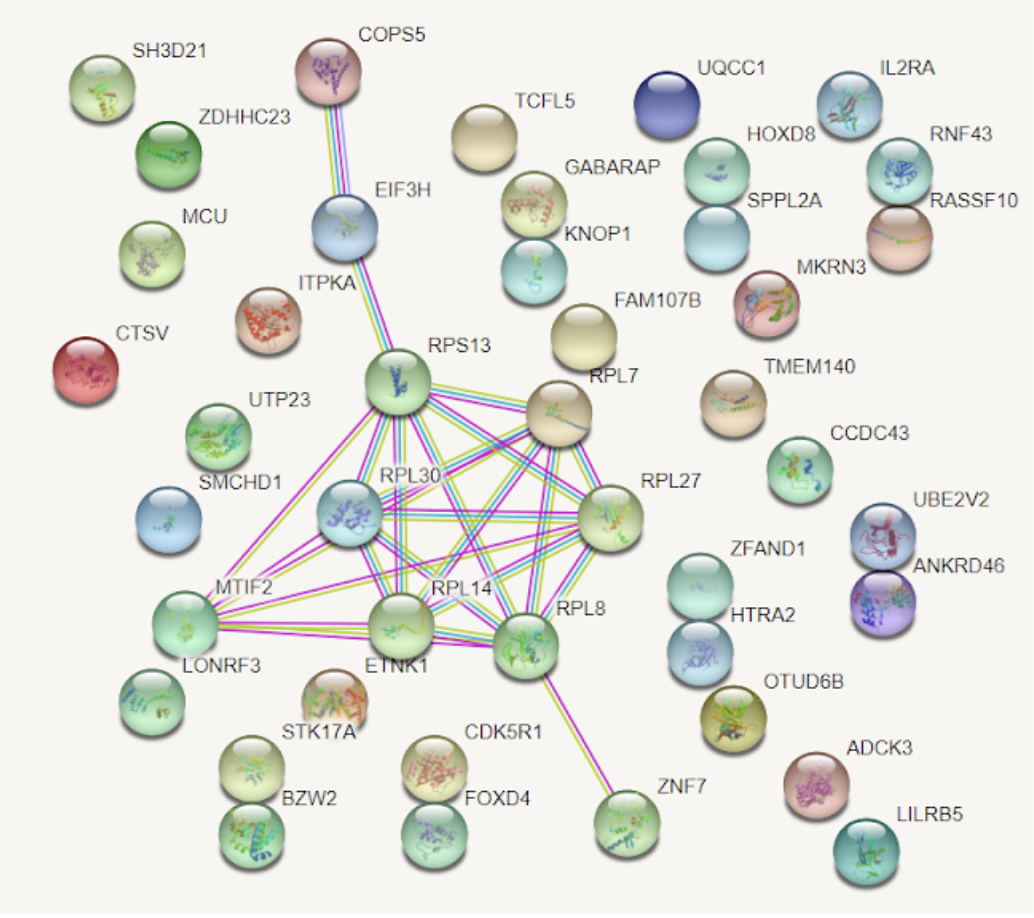 COPS5
SH3D21
UQCC1
IL2RA
TCFL5
ZDHHC23
HOXD8
RNF43
GABARAP
EIF3H
SPPL2A
RASSF10
MCU
KNOP1
MKRN3
ITPKA
FAM107B
CTSV
RPS13
TMEM140
RPL7
UTP23
CCDC43
RPL30
SMCHD1
RPL27
UBE2V2
ZFAND1
ANKRD46
MTIF2
RPL14
RPL8
HTRA2
LONRF3
ETNK1
OTUD6B
STK17A
CDK5R1
ADCK3
ZNF7
BZW2
FOXD4
LILRB5